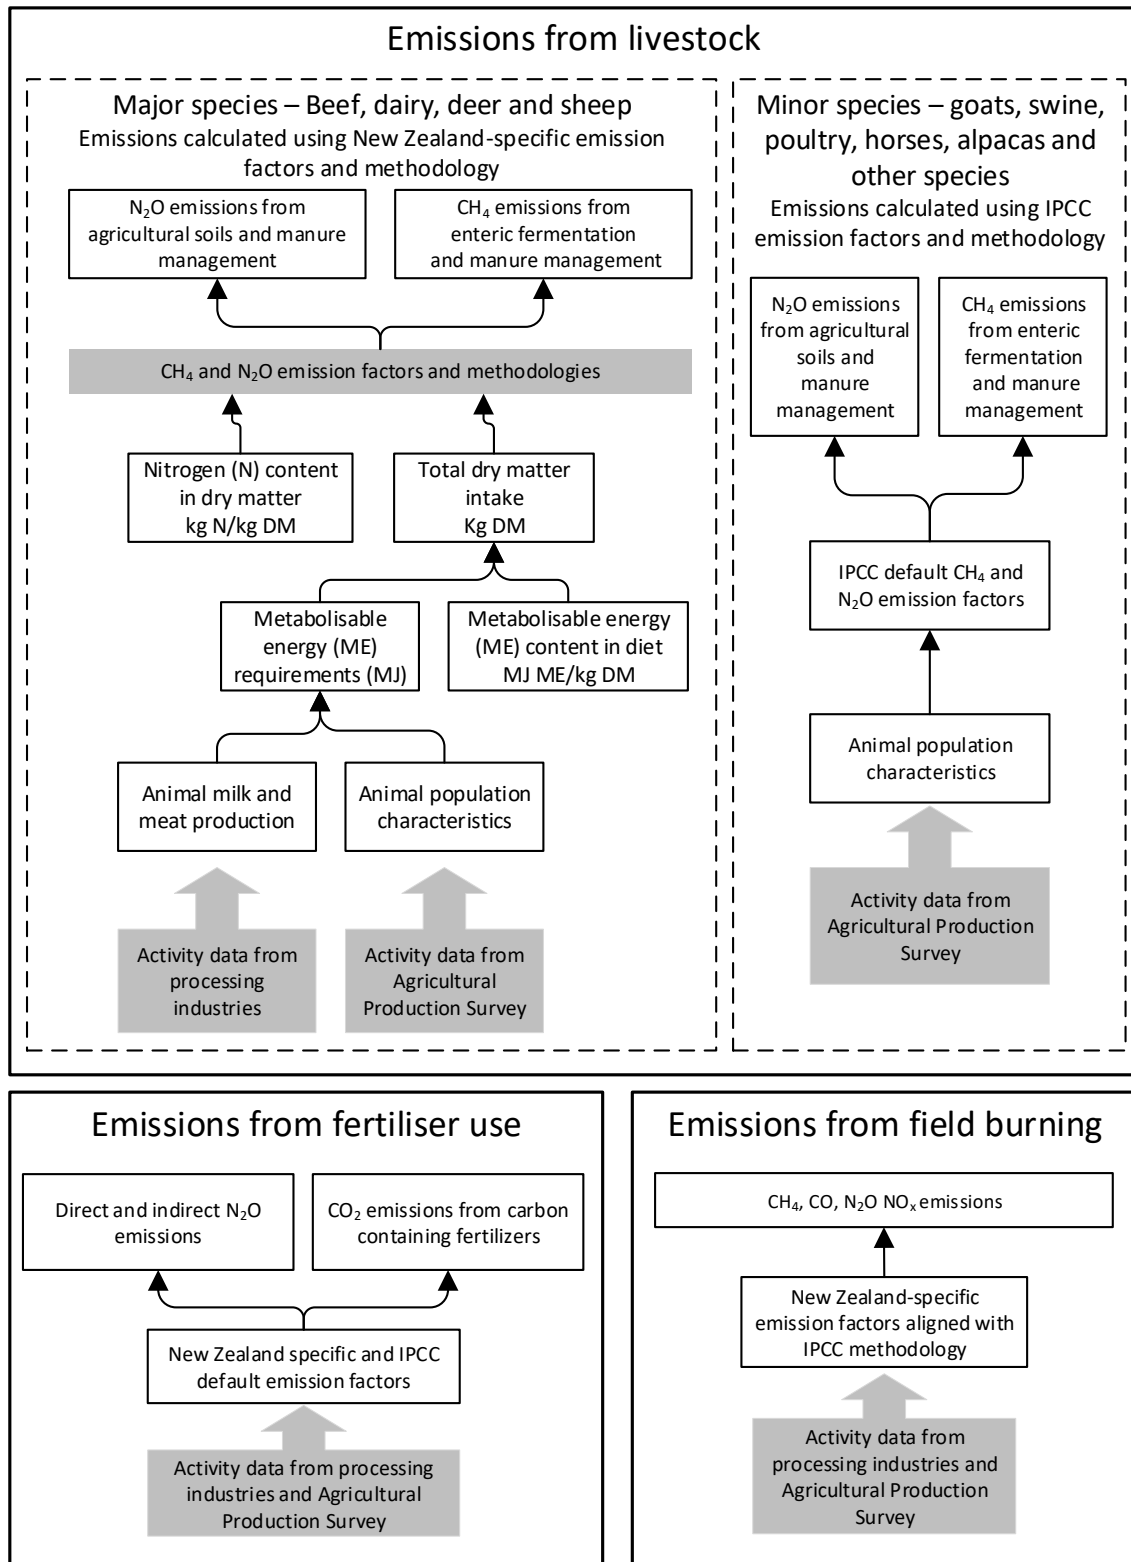 Emissions from livestock
Major species – Beef, dairy, deer and sheep
Emissions calculated using New Zealand-specific emission
factors and methodology
N₂O emissions from
agricultural soils and manure
management
CH₄ emissions from
enteric fermentation
and manure management
CH₄ and N₂O emission factors and methodologies
Nitrogen (N) content
in dry matter
kg N/kg DM
Total dry matter
intake
Kg DM
Metabolisable
energy (ME)
requirements (MJ)
Metabolisable energy
(ME) content in diet
MJ ME/kg DM
Animal milk and
meat production
Animal population
characteristics
Activity data from
processing
industries
Activity data from
Agricultural
Production Survey
Minor species – goats, swine,
poultry, horses, alpacas and
other species
Emissions calculated using IPCC
emission factors and methodology
N₂O emissions
from agricultural
soils and
manure
management
CH₄ emissions
from enteric
fermentation
and manure
management
IPCC default CH₄ and
N₂O emission factors
Animal population
characteristics
Activity data from
Agricultural Production
Survey
Emissions from fertiliser use
Direct and indirect N₂O
emissions
CO₂ emissions from carbon
containing fertilizers
New Zealand specific and IPCC
default emission factors
Activity data from processing
industries and Agricultural
Production Survey
Emissions from field burning
CH₄, CO, N₂O NOₓ emissions
New Zealand-specific
emission factors aligned with
IPCC methodology
Activity data from
processing industries and
Agricultural Production
Survey